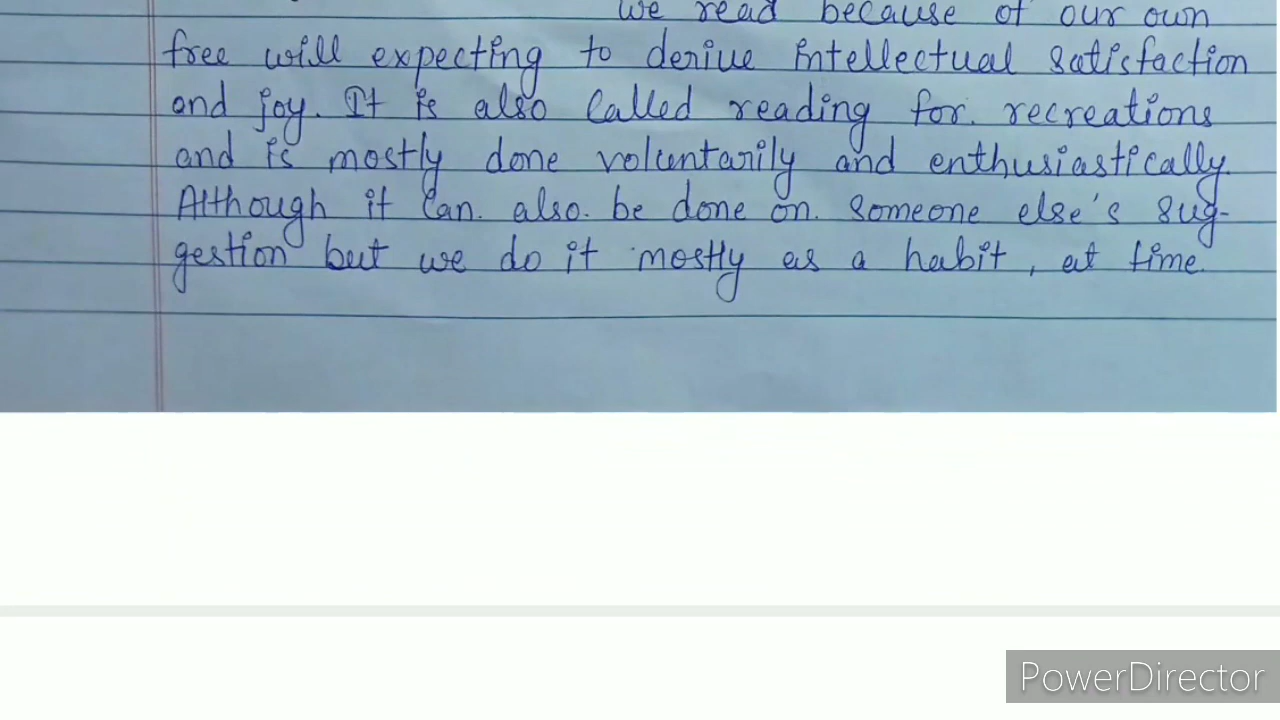 we read because of our own
free will expecting to derive intellectual satisfaction
and joy. It is also called reading for recreations
and is mostly done voluntarily and enthusiastically.
Although it can also be done on someone else's sug-
gestion but we do it mostly as a habit, at time.
PowerDirector